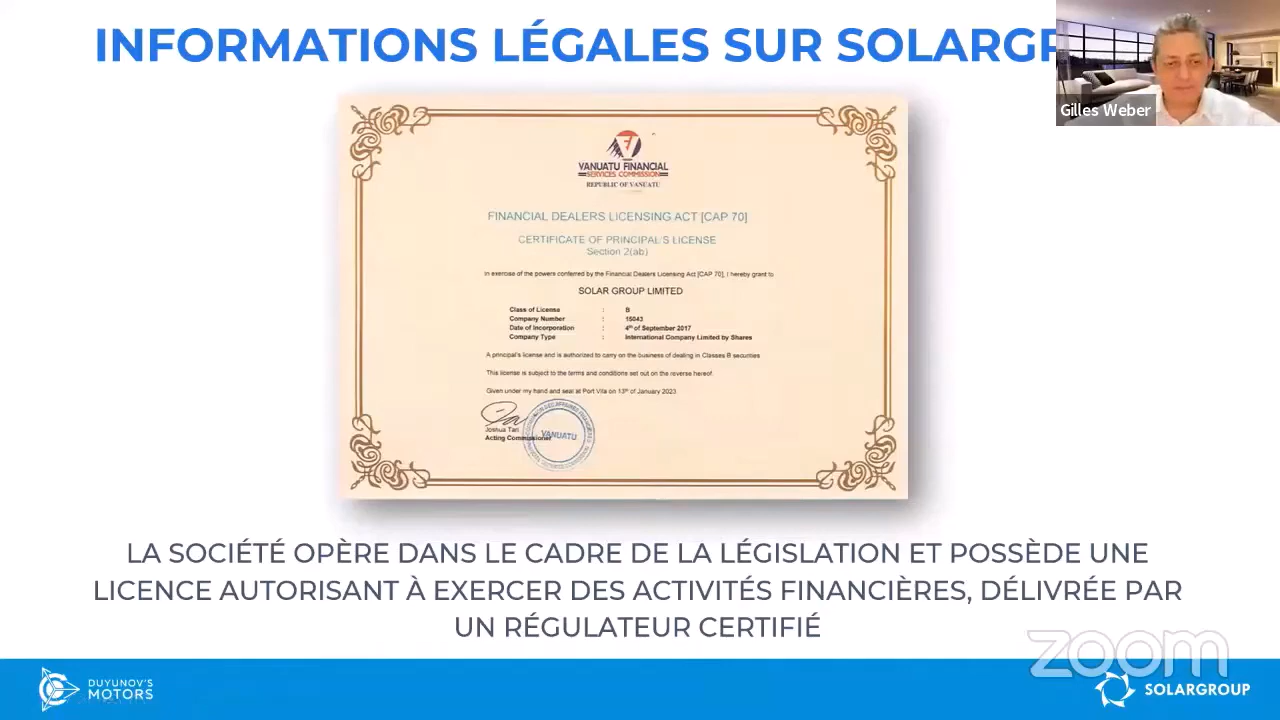 INFORMATIONS LÉGALES SUR SOLARG
Gilles Weber
VANUATU FINANCIAL
SERVICES COMMISSION
REPUBLIC OF VANUATU
FINANCIAL DEALERS LICENSING ACT [CAP 70]
CERTIFICATE OF PRINCIPAL'S LICENSE
Section 2(ab)
In exercise of the powers conferred by the Financial Dealers Licensing Act [CAP 70], I hereby grant to
SOLAR GROUP LIMITED
Class of License : B
Company Number : 15043
Date of Incorporation : 4th of September 2017
Company Type : International Company Limited by Shares
A principal's license and is authorized to carry on the business of dealing in Classes B securities
This license is subject to the terms and conditions set out on the reverse hereof.
Given under my hand and seal at Port Vila on 13th of January 2023.
Joshua Tari
Acting Commissioner
VANUATU
LA SOCIÉTÉ OPÈRE DANS LE CADRE DE LA LÉGISLATION ET POSSÈDE UNE
LICENCE AUTORISANT À EXERCER DES ACTIVITÉS FINANCIÈRES, DÉLIVRÉE PAR
UN RÉGULATEUR CERTIFIÉ
zoom
DUYUNOV'S
MOTORS
SOLARGROUP